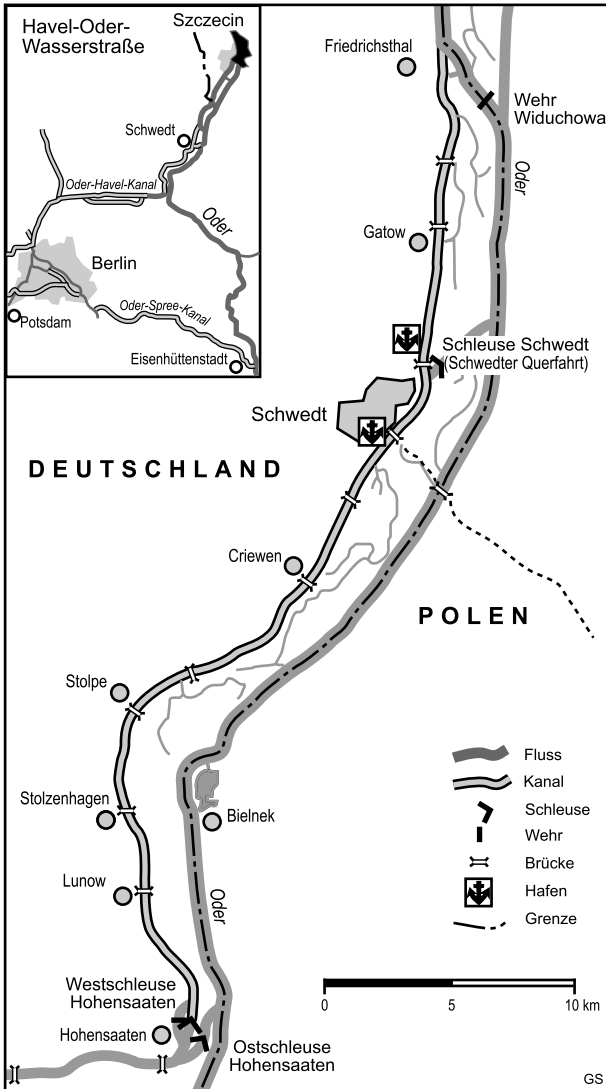 Havel-Oder-
Wasserstraße
Szczecin
Schwedt
Oder-Havel-Kanal
Oder
Berlin
Oder-Spree-Kanal
Potsdam
Eisenhüttenstadt
Friedrichsthal
Wehr
Widuchowa
Oder
Gatow
Schleuse Schwedt
(Schwedter Querfahrt)
Schwedt
DEUTSCHLAND
Criewen
POLEN
Stolpe
Stolzenhagen
Bielnek
Lunow
Oder
Westschleuse
Hohensaaten
Hohensaaten
Ostschleuse
Hohensaaten
Fluss
Kanal
Schleuse
Wehr
Brücke
Hafen
Grenze
0 5 10 km
GS